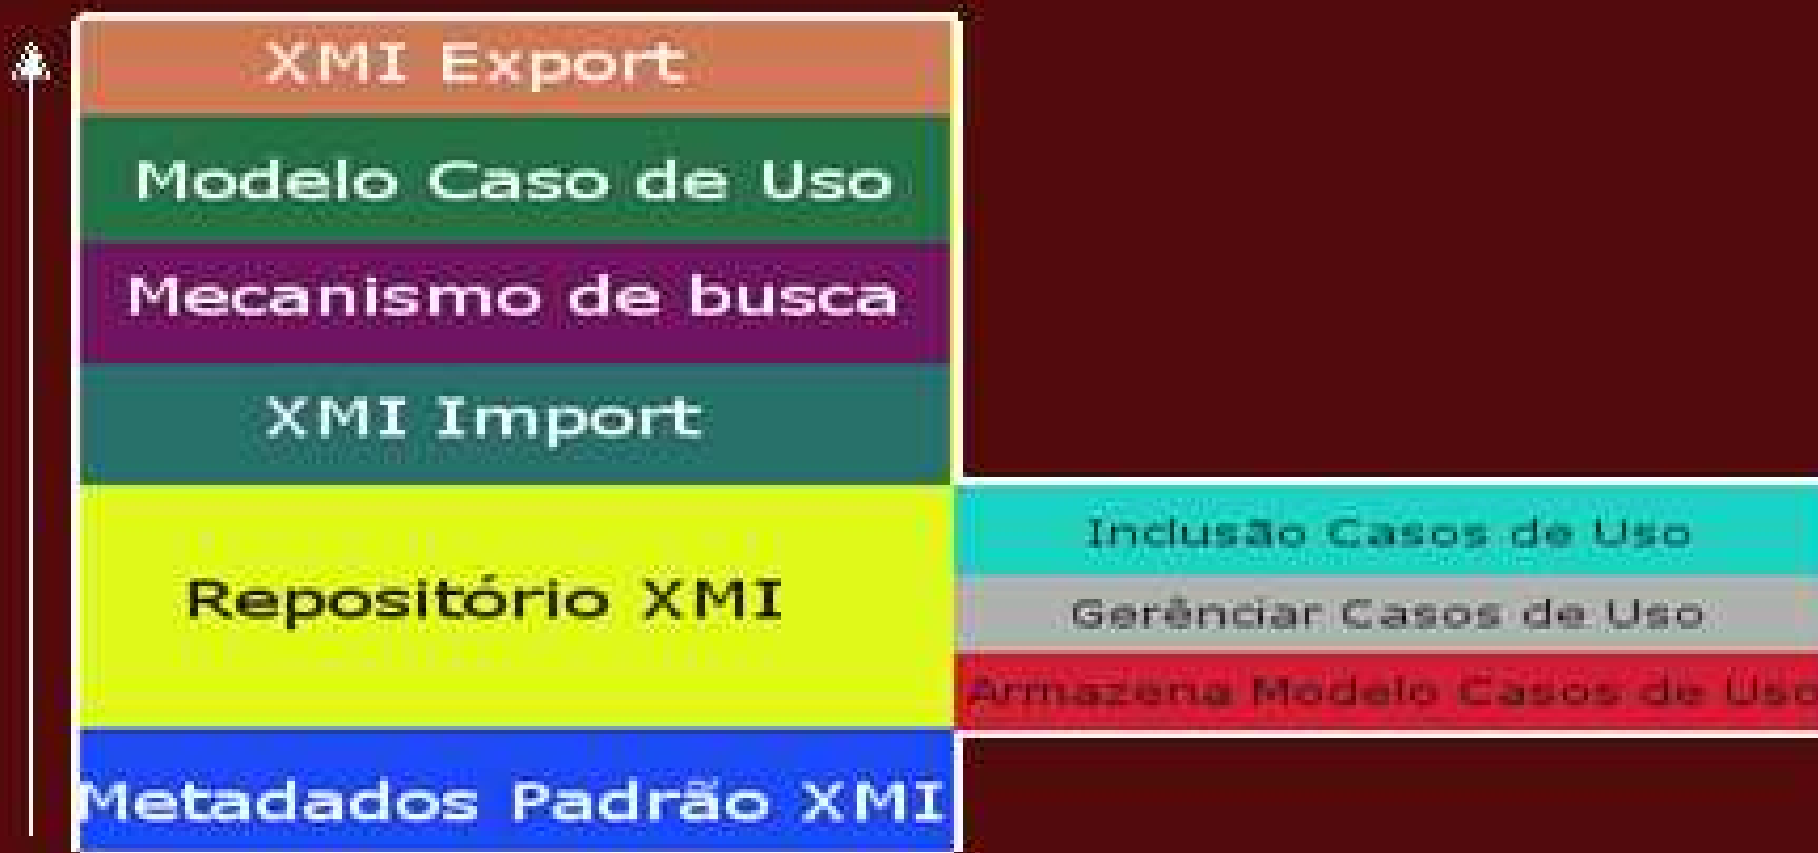 XMI Export
Modelo Caso de Uso
Mecanismo de busca
XMI Import
Repositório XMI
Inclusão Casos de Uso
Gerênciar Casos de Uso
Armazena Modelo Casos de Uso
Metadados Padrão XMI